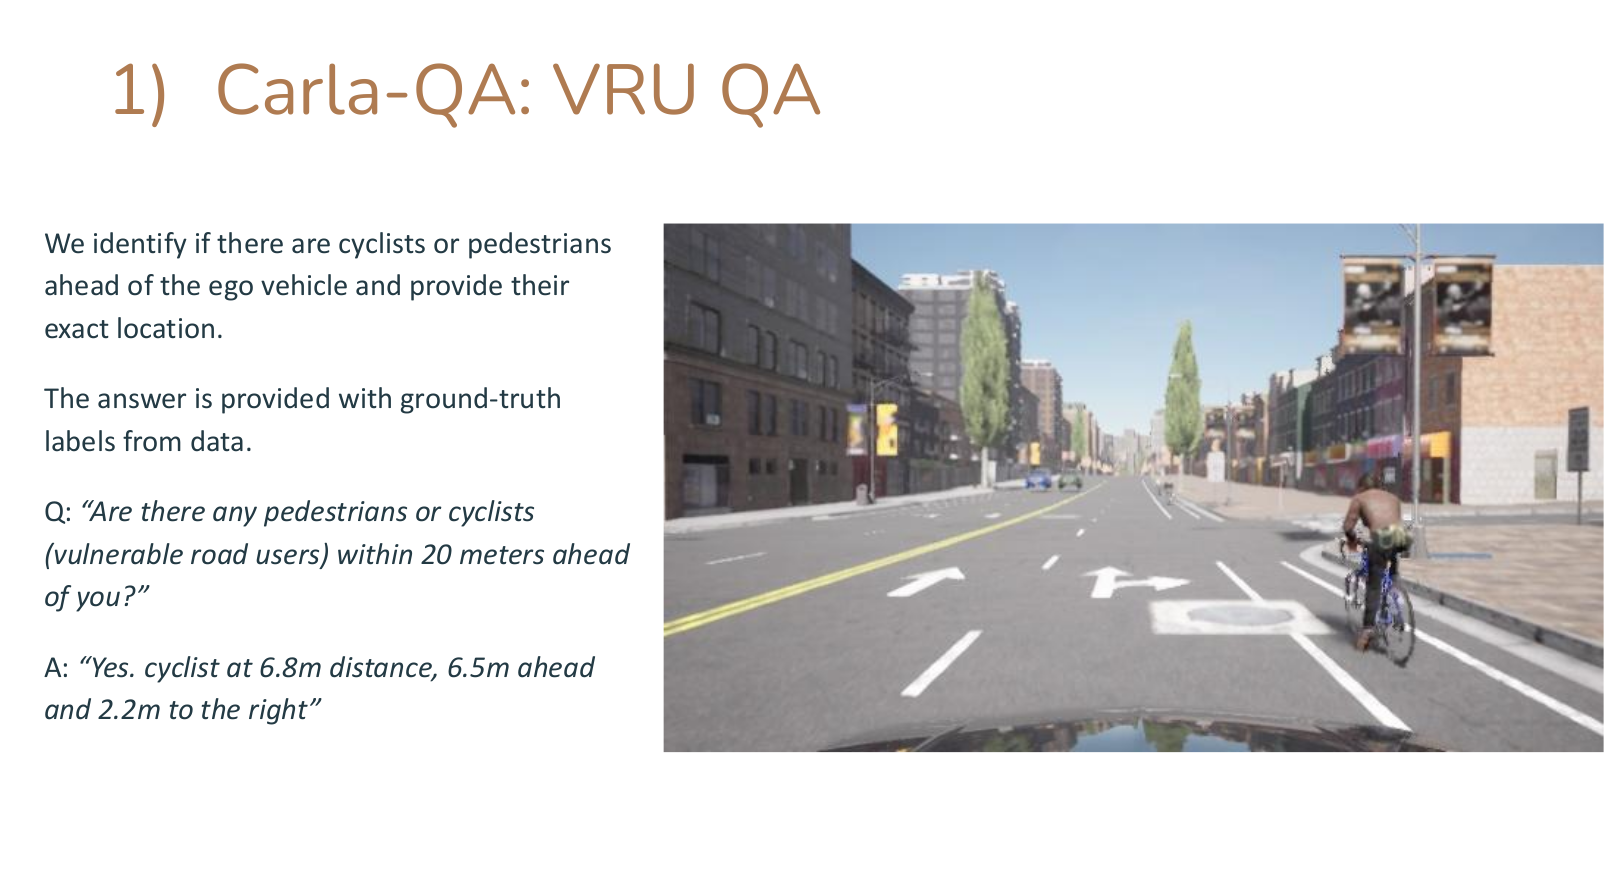 1) Carla-QA: VRU QA
We identify if there are cyclists or pedestrians
ahead of the ego vehicle and provide their
exact location.
The answer is provided with ground-truth
labels from data.
Q: “Are there any pedestrians or cyclists
(vulnerable road users) within 20 meters ahead
of you?”
A: “Yes. cyclist at 6.8m distance, 6.5m ahead
and 2.2m to the right”